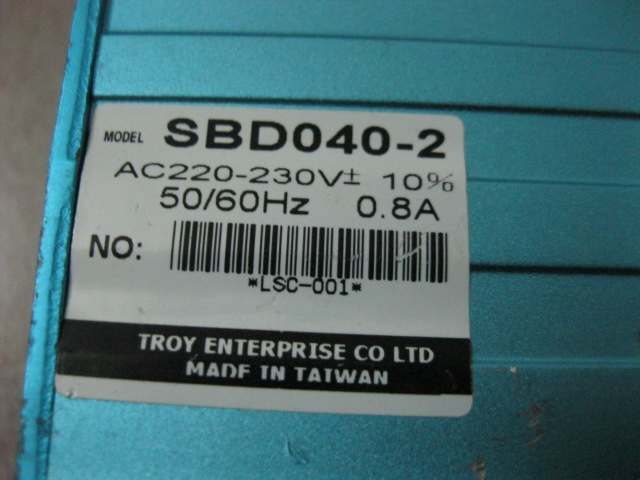 MODEL SBD040-2
AC220-230V± 10%
50/60Hz 0.8A
NO:
*LSC-001*
TROY ENTERPRISE CO LTD
MADE IN TAIWAN